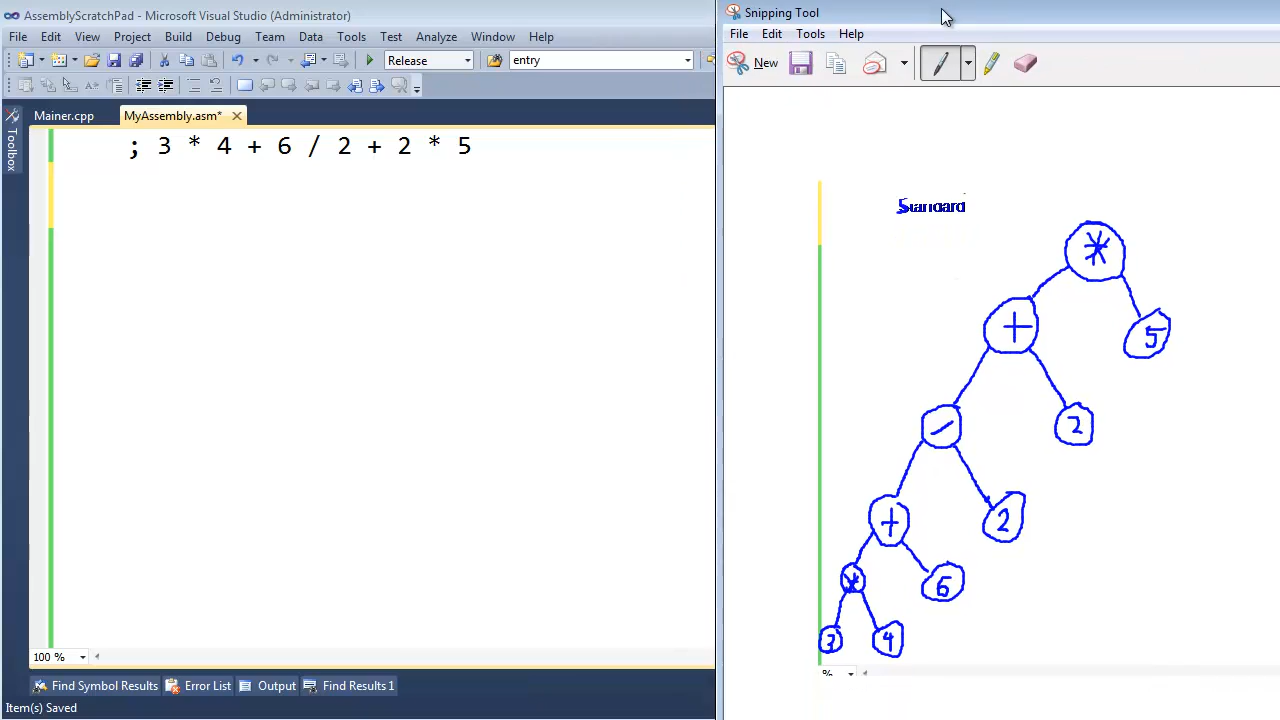 AssemblyScratchPad - Microsoft Visual Studio (Administrator)
File Edit View Project Build Debug Team Data Tools Test Analyze Window Help
Release entry
Mainer.cpp MyAssembly.asm*
Toolbox
; 3 * 4 + 6 / 2 + 2 * 5
100 %
Find Symbol Results Error List Output Find Results 1
Item(s) Saved
Snipping Tool
File Edit Tools Help
New
Standard
*
+ 5
/ 2
+ 2
* 6
3 4
%